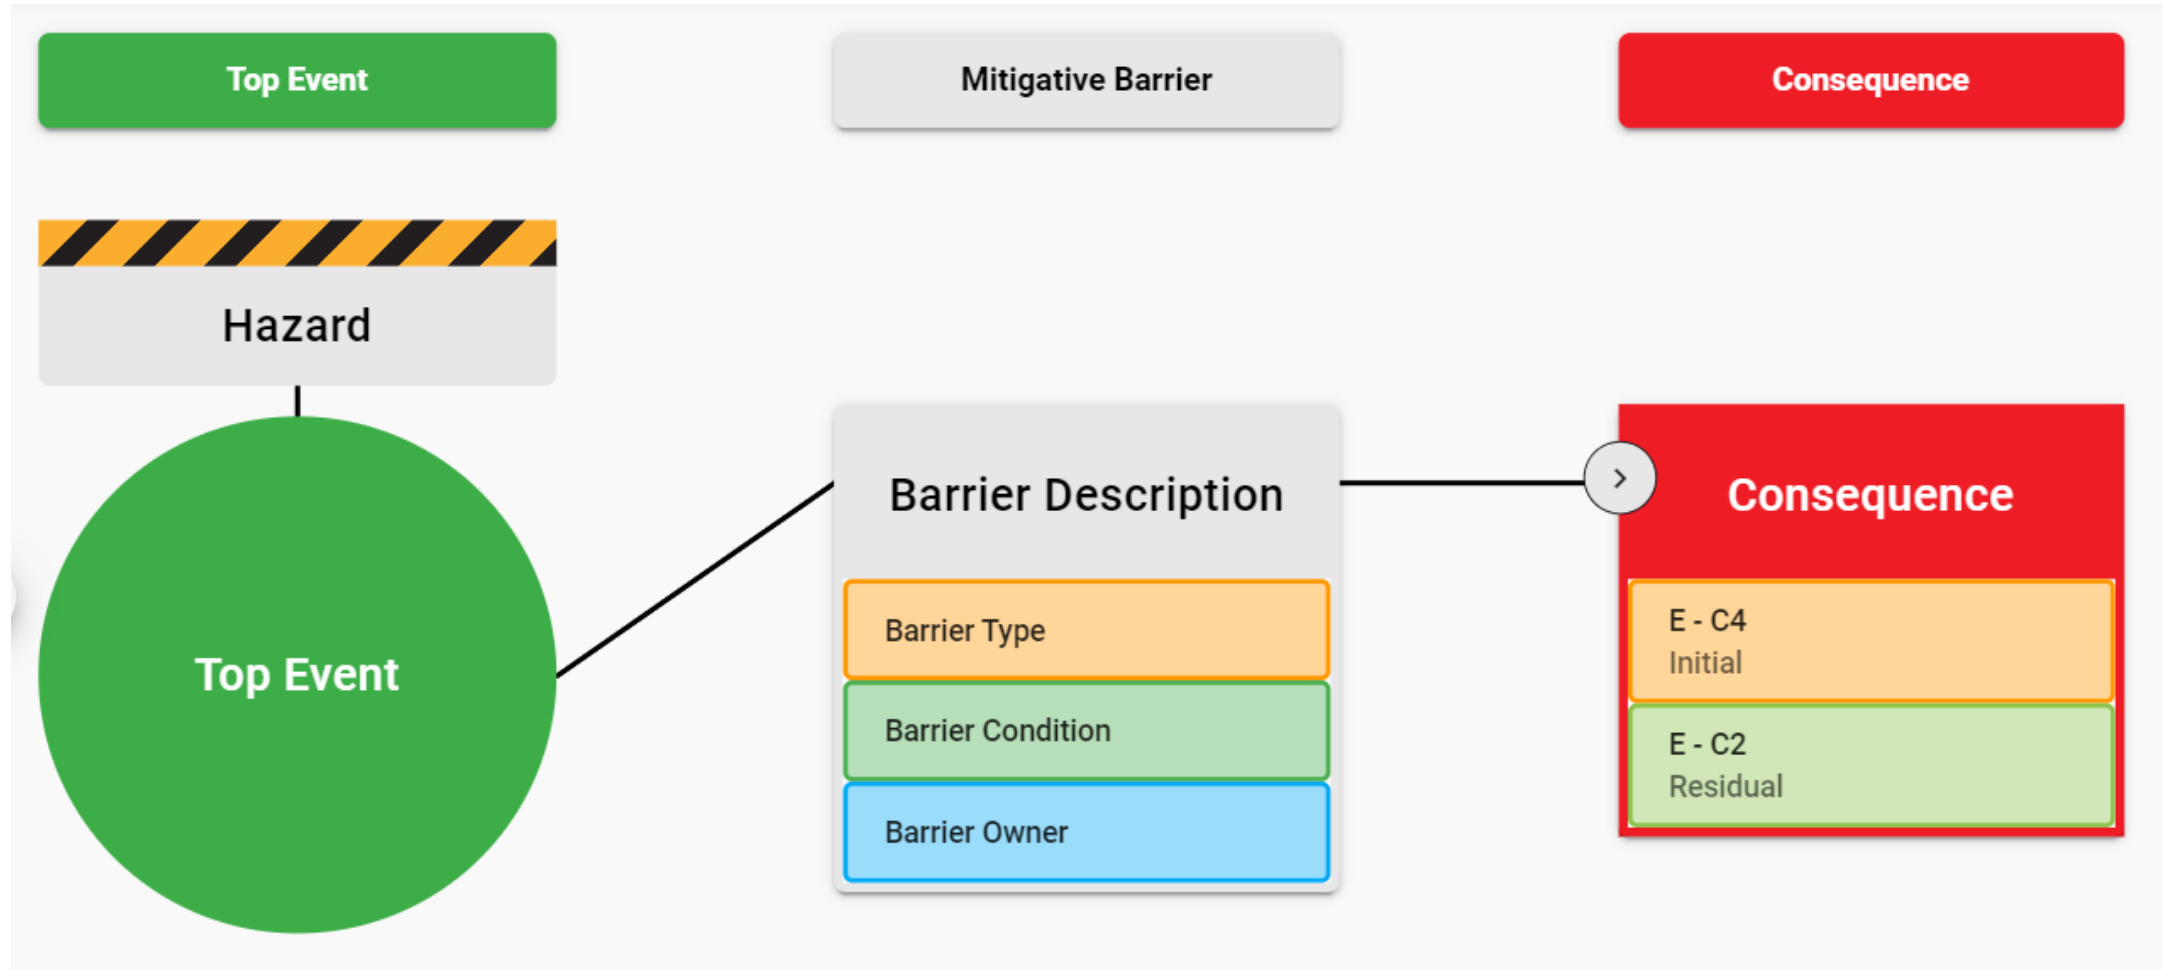 Top Event
Mitigative Barrier
Consequence
Hazard
Top Event
Barrier Description
Barrier Type
Barrier Condition
Barrier Owner
Consequence
E - C4
Initial
E - C2
Residual